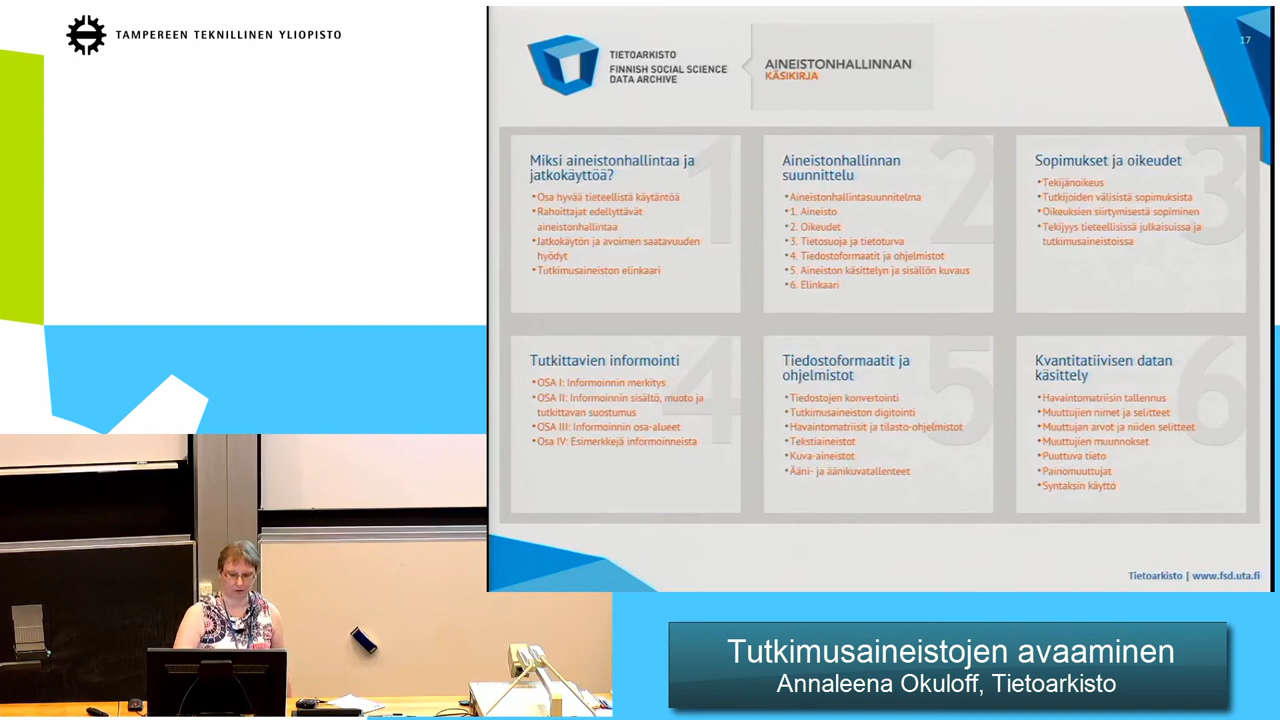 TAMPEREEN TEKNILLINEN YLIOPISTO
17
TIETOARKISTO
FINNISH SOCIAL SCIENCE
DATA ARCHIVE
AINEISTONHALLINNAN
KÄSIKIRJA
1
Miksi aineistonhallintaa ja
jatkokäyttöä?
•Osa hyvää tieteellistä käytäntöä
•Rahoittajat edellyttävät
aineistonhallintaa
•Jatkokäytön ja avoimen saatavuuden
hyödyt
•Tutkimusaineiston elinkaari
2
Aineistonhallinnan
suunnittelu
•Aineistonhallintasuunnitelma
•1. Aineisto
•2. Oikeudet
•3. Tietosuoja ja tietoturva
•4. Tiedostoformaatit ja ohjelmistot
•5. Aineiston käsittelyn ja sisällön kuvaus
•6. Elinkaari
3
Sopimukset ja oikeudet
•Tekijänoikeus
•Tutkijoiden välisistä sopimuksista
•Oikeuksien siirtymisestä sopiminen
•Tekijyys tieteellisissä julkaisuissa ja
tutkimusaineistoissa
4
Tutkittavien informointi
•OSA I: Informoinnin merkitys
•OSA II: Informoinnin sisältö, muoto ja
tutkittavan suostumus
•OSA III: Informoinnin osa-alueet
•Osa IV: Esimerkkejä informoinneista
5
Tiedostoformaatit ja
ohjelmistot
•Tiedostojen konvertointi
•Tutkimusaineiston digitointi
•Havaintomatriisit ja tilasto-ohjelmistot
•Tekstiaineistot
•Kuva-aineistot
•Ääni- ja äänikuvatallenteet
6
Kvantitatiivisen datan
käsittely
•Havaintomatriisin tallennus
•Muuttujien nimet ja selitteet
•Muuttujan arvot ja niiden selitteet
•Muuttujien muunnokset
•Puuttuva tieto
•Painomuuttujat
•Syntaksin käyttö
Tietoarkisto | www.fsd.uta.fi
Tutkimusaineistojen avaaminen
Annaleena Okuloff, Tietoarkisto